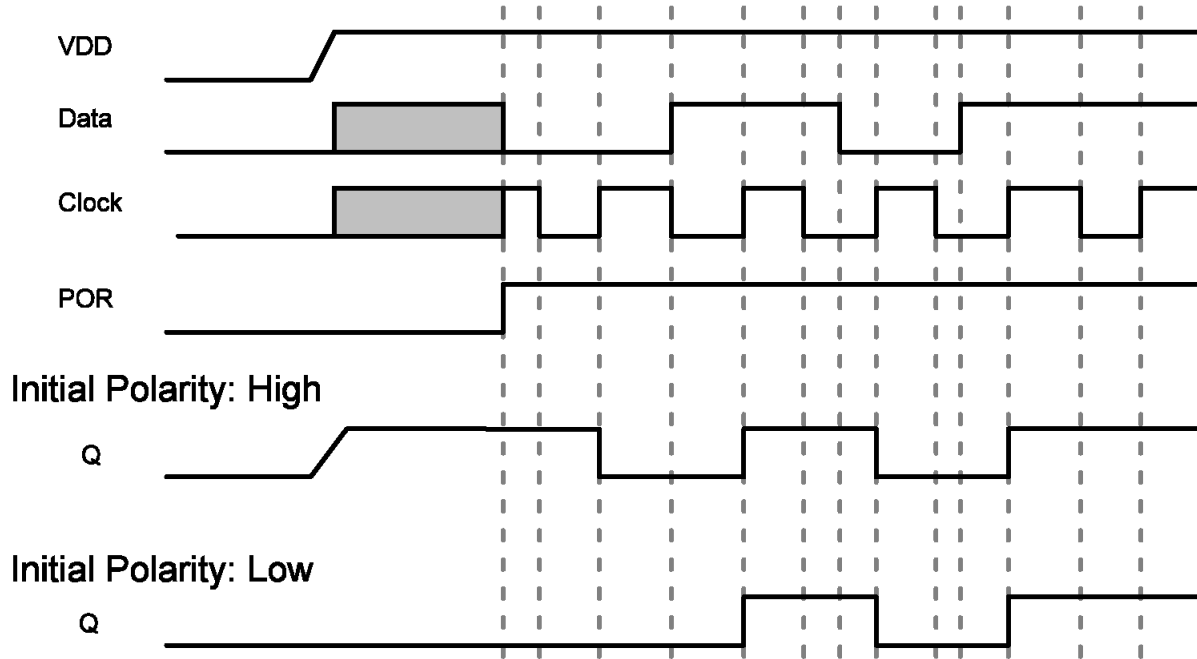 VDD
Data
Clock
POR
Initial Polarity: High
Q
Initial Polarity: Low
Q